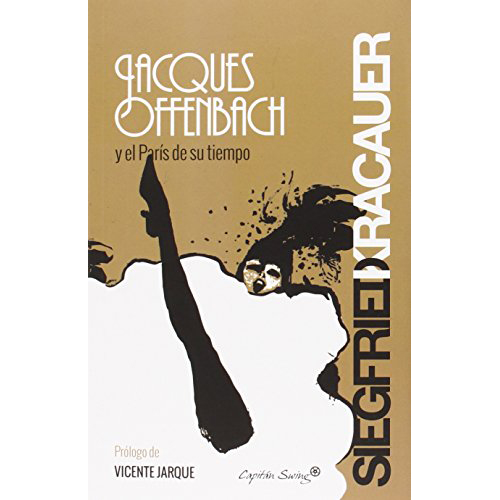 JACQUES
OFFENBACH
y el París de su tiempo
SIEGFRIED KRACAUER
Prólogo de
VICENTE JARQUE
Capitán Swing